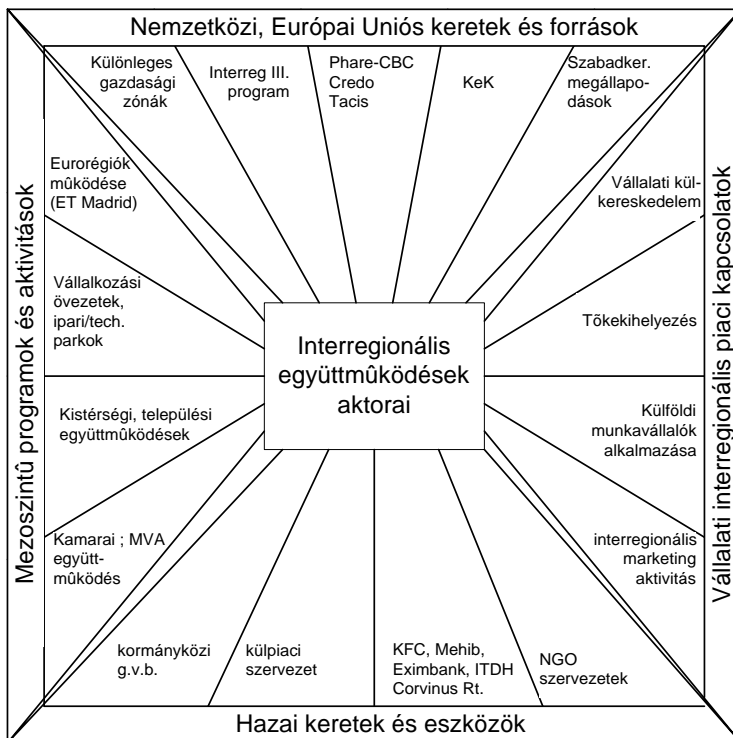 Nemzetközi, Európai Uniós keretek és források
Különleges
gazdasági
zónák
Interreg III.
program
Phare-CBC
Credo
Tacis
KeK
Szabadker.
megállapo-
dások
Mezoszintû programok és aktivitások
Eurorégiók
mûködése
(ET Madrid)
Vállalkozási
övezetek,
ipari/tech.
parkok
Kistérségi, települési
együttmûködések
Kamarai ; MVA
együtt-
mûködés
Interregionális
együttmûködések
aktorai
Vállalati kül-
kereskedelem
Tõkekihelyezés
Külföldi
munkavállalók
alkalmazása
interregionális
marketing
aktivitás
Vállalati interregionális piaci kapcsolatok
kormányközi
g.v.b.
külpiaci
szervezet
KFC, Mehib,
Eximbank, ITDH
Corvinus Rt.
NGO
szervezetek
Hazai keretek és eszközök